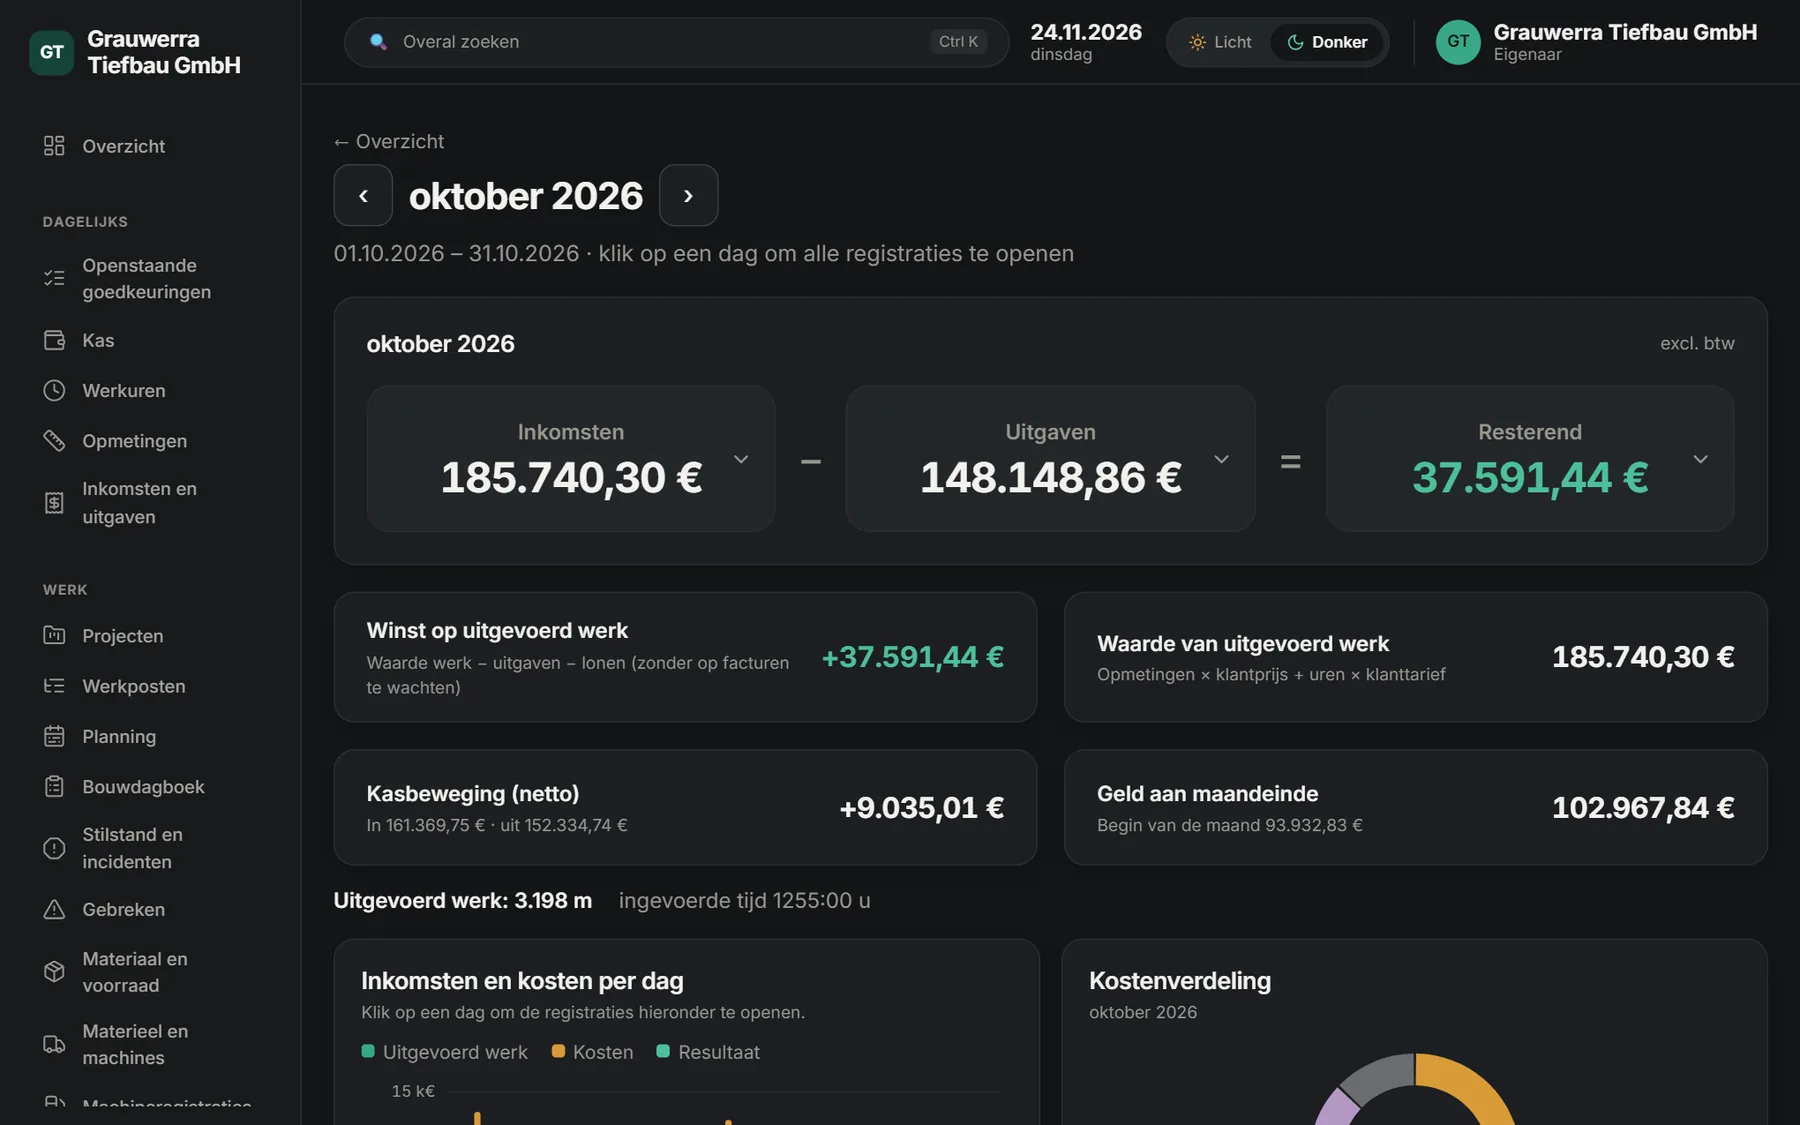 GT
Grauwerra
Tiefbau GmbH
Overal zoeken
Ctrl K
24.11.2026
dinsdag
Licht
Donker
GT
Grauwerra Tiefbau GmbH
Eigenaar
Overzicht
DAGELIJKS
Openstaande
goedkeuringen
Kas
Werkuren
Opmetingen
Inkomsten en
uitgaven
WERK
Projecten
Werkposten
Planning
Bouwdagboek
Stilstand en
incidenten
Gebreken
Materiaal en
voorraad
Materieel en
machines
Machineregistraties
← Overzicht
‹ oktober 2026 ›
01.10.2026 – 31.10.2026 · klik op een dag om alle registraties te openen
oktober 2026
excl. btw
Inkomsten
185.740,30 €
–
Uitgaven
148.148,86 €
=
Resterend
37.591,44 €
Winst op uitgevoerd werk
Waarde werk − uitgaven − lonen (zonder op facturen
te wachten)
+37.591,44 €
Waarde van uitgevoerd werk
Opmetingen × klantprijs + uren × klanttarief
185.740,30 €
Kasbeweging (netto)
In 161.369,75 € · uit 152.334,74 €
+9.035,01 €
Geld aan maandeinde
Begin van de maand 93.932,83 €
102.967,84 €
Uitgevoerd werk: 3.198 m ingevoerde tijd 1255:00 u
Inkomsten en kosten per dag
Klik op een dag om de registraties hieronder te openen.
Uitgevoerd werk Kosten Resultaat
15 k€
Kostenverdeling
oktober 2026